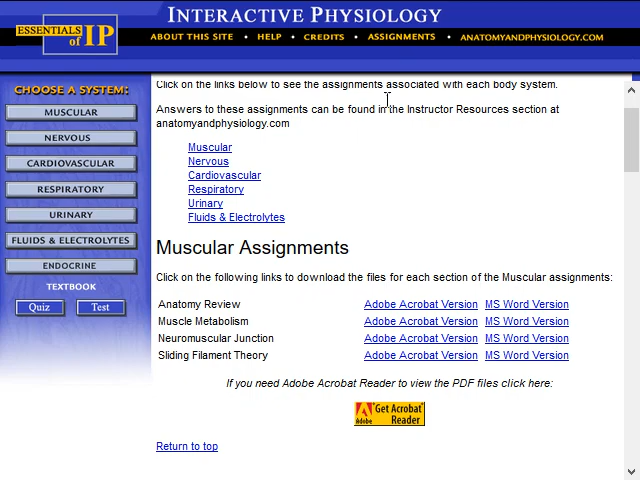 INTERACTIVE PHYSIOLOGY
ESSENTIALS
of IP
ABOUT THIS SITE • HELP • CREDITS • ASSIGNMENTS • ANATOMYANDPHYSIOLOGY.COM
CHOOSE A SYSTEM:
MUSCULAR
NERVOUS
CARDIOVASCULAR
RESPIRATORY
URINARY
FLUIDS & ELECTROLYTES
ENDOCRINE
TEXTBOOK
Quiz Test
Click on the links below to see the assignments associated with each body system.
Answers to these assignments can be found in the Instructor Resources section at
anatomyandphysiology.com
Muscular
Nervous
Cardiovascular
Respiratory
Urinary
Fluids & Electrolytes
Muscular Assignments
Click on the following links to download the files for each section of the Muscular assignments:
Anatomy Review Adobe Acrobat Version MS Word Version
Muscle Metabolism Adobe Acrobat Version MS Word Version
Neuromuscular Junction Adobe Acrobat Version MS Word Version
Sliding Filament Theory Adobe Acrobat Version MS Word Version
If you need Adobe Acrobat Reader to view the PDF files click here:
Get Acrobat
Adobe Reader
Return to top